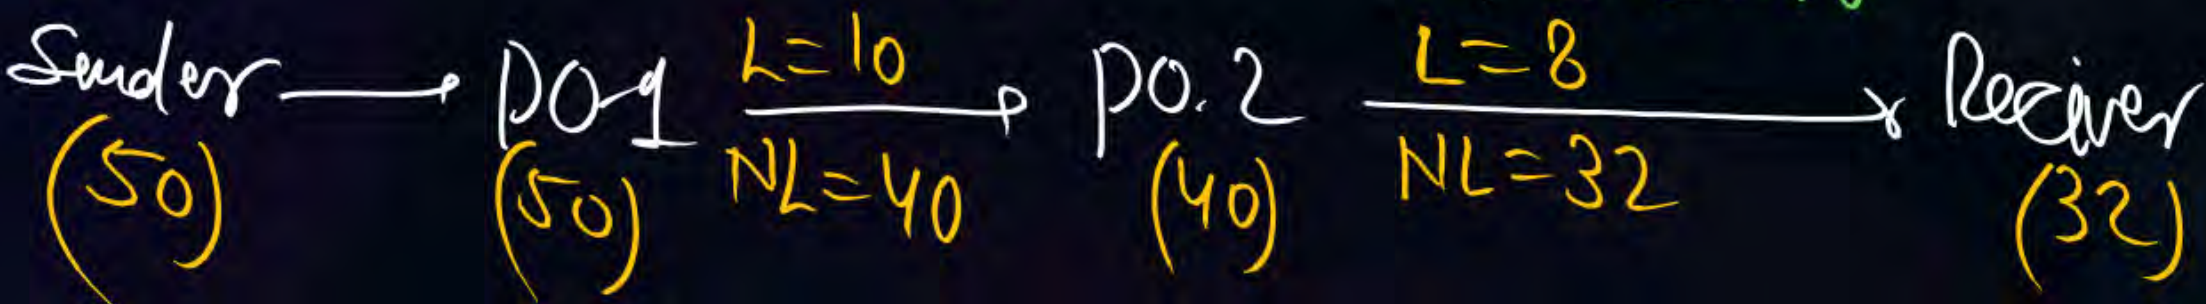 Sender → PO-1 L=10 → PO.2 L=8 → Reciver
(50) (50) NL=40 (40) NL=32 (32)